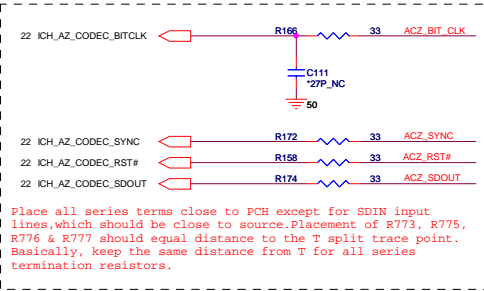 22 ICH_AZ_CODEC_BITCLK R166 33 ACZ_BIT_CLK
C111
*27P_NC
50
22 ICH_AZ_CODEC_SYNC R172 33 ACZ_SYNC
22 ICH_AZ_CODEC_RST# R158 33 ACZ_RST#
22 ICH_AZ_CODEC_SDOUT R174 33 ACZ_SDOUT
Place all series terms close to PCH except for SDIN input
lines,which should be close to source.Placement of R773, R775,
R776 & R777 should equal distance to the T split trace point.
Basically, keep the same distance from T for all series
termination resistors.